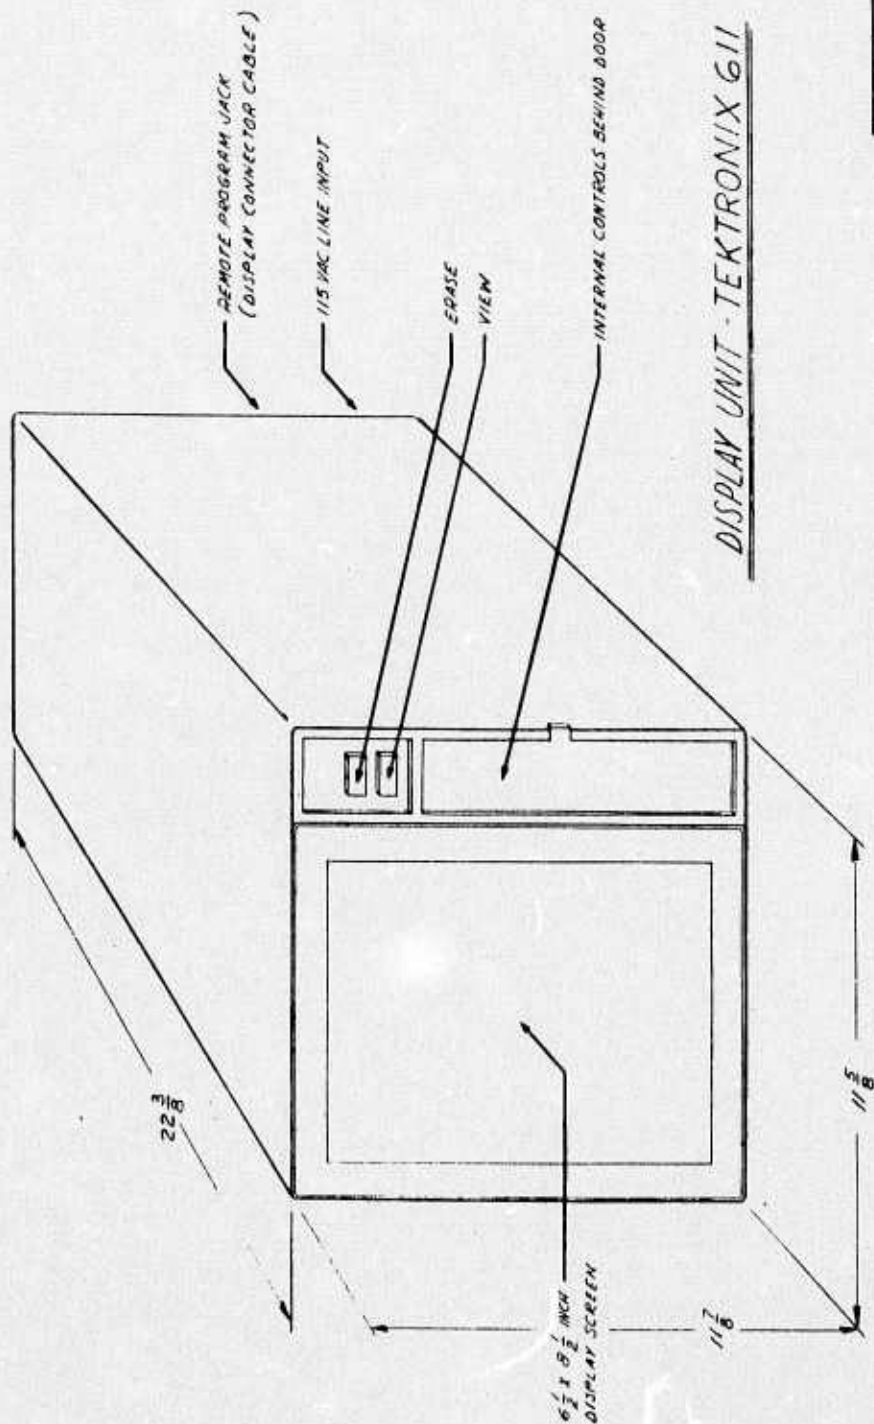 REMOTE PROGRAM JACK
(DISPLAY CONNECTOR CABLE)
115 VAC LINE INPUT
ERASE
VIEW
INTERNAL CONTROLS BEHIND DOOR
22 3/8
6 1/2 X 8 1/2 INCH
DISPLAY SCREEN
11 7/8
11 5/8
DISPLAY UNIT - TEKTRONIX 611